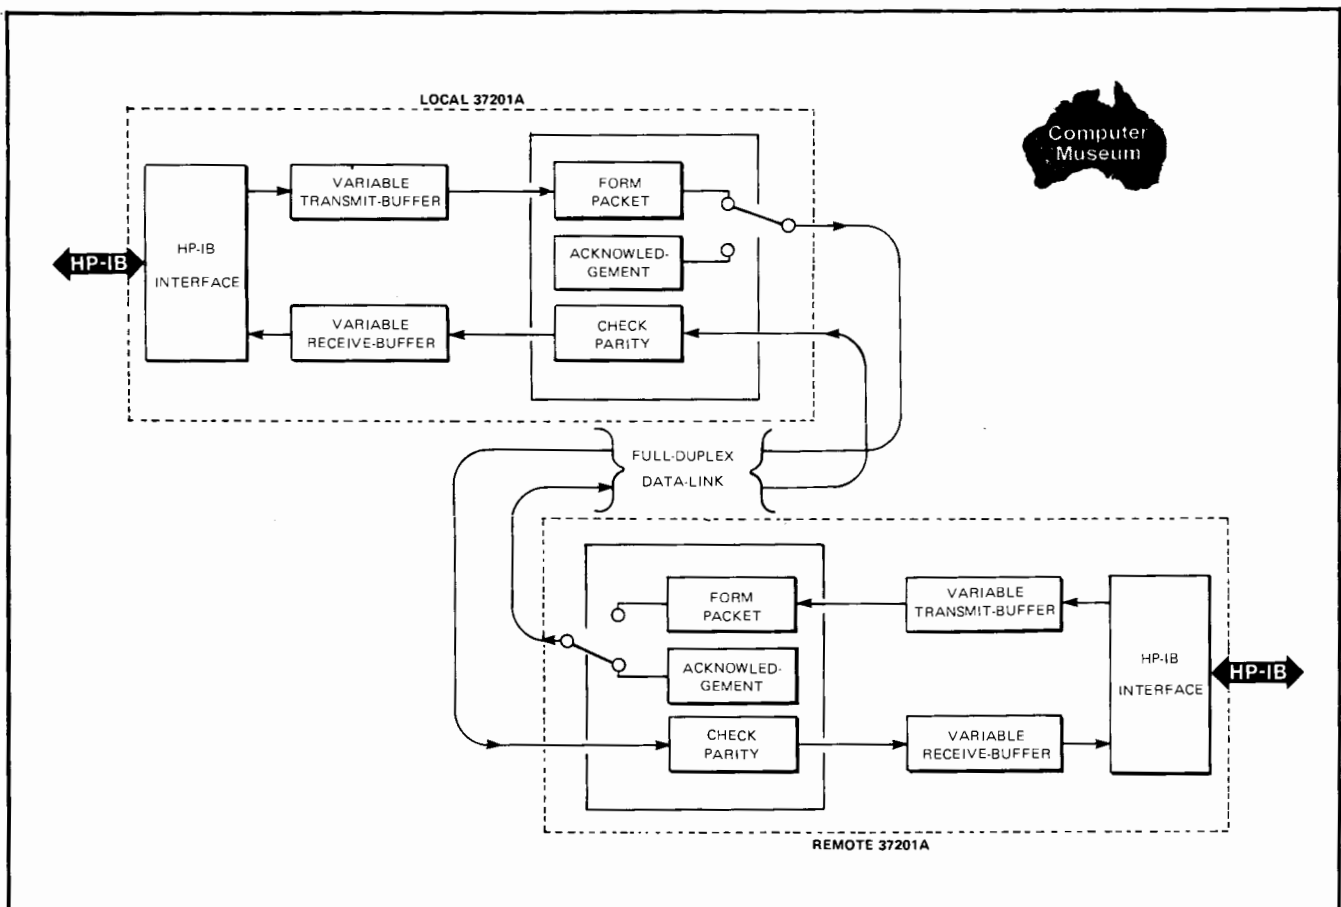 LOCAL 37201A
Computer
Museum
HP-IB
HP-IB
INTERFACE
VARIABLE
TRANSMIT-BUFFER
FORM
PACKET
ACKNOWLED-
GEMENT
VARIABLE
RECEIVE-BUFFER
CHECK
PARITY
FULL-DUPLEX
DATA-LINK
FORM
PACKET
VARIABLE
TRANSMIT-BUFFER
ACKNOWLED-
GEMENT
HP-IB
INTERFACE
HP-IB
CHECK
PARITY
VARIABLE
RECEIVE-BUFFER
REMOTE 37201A